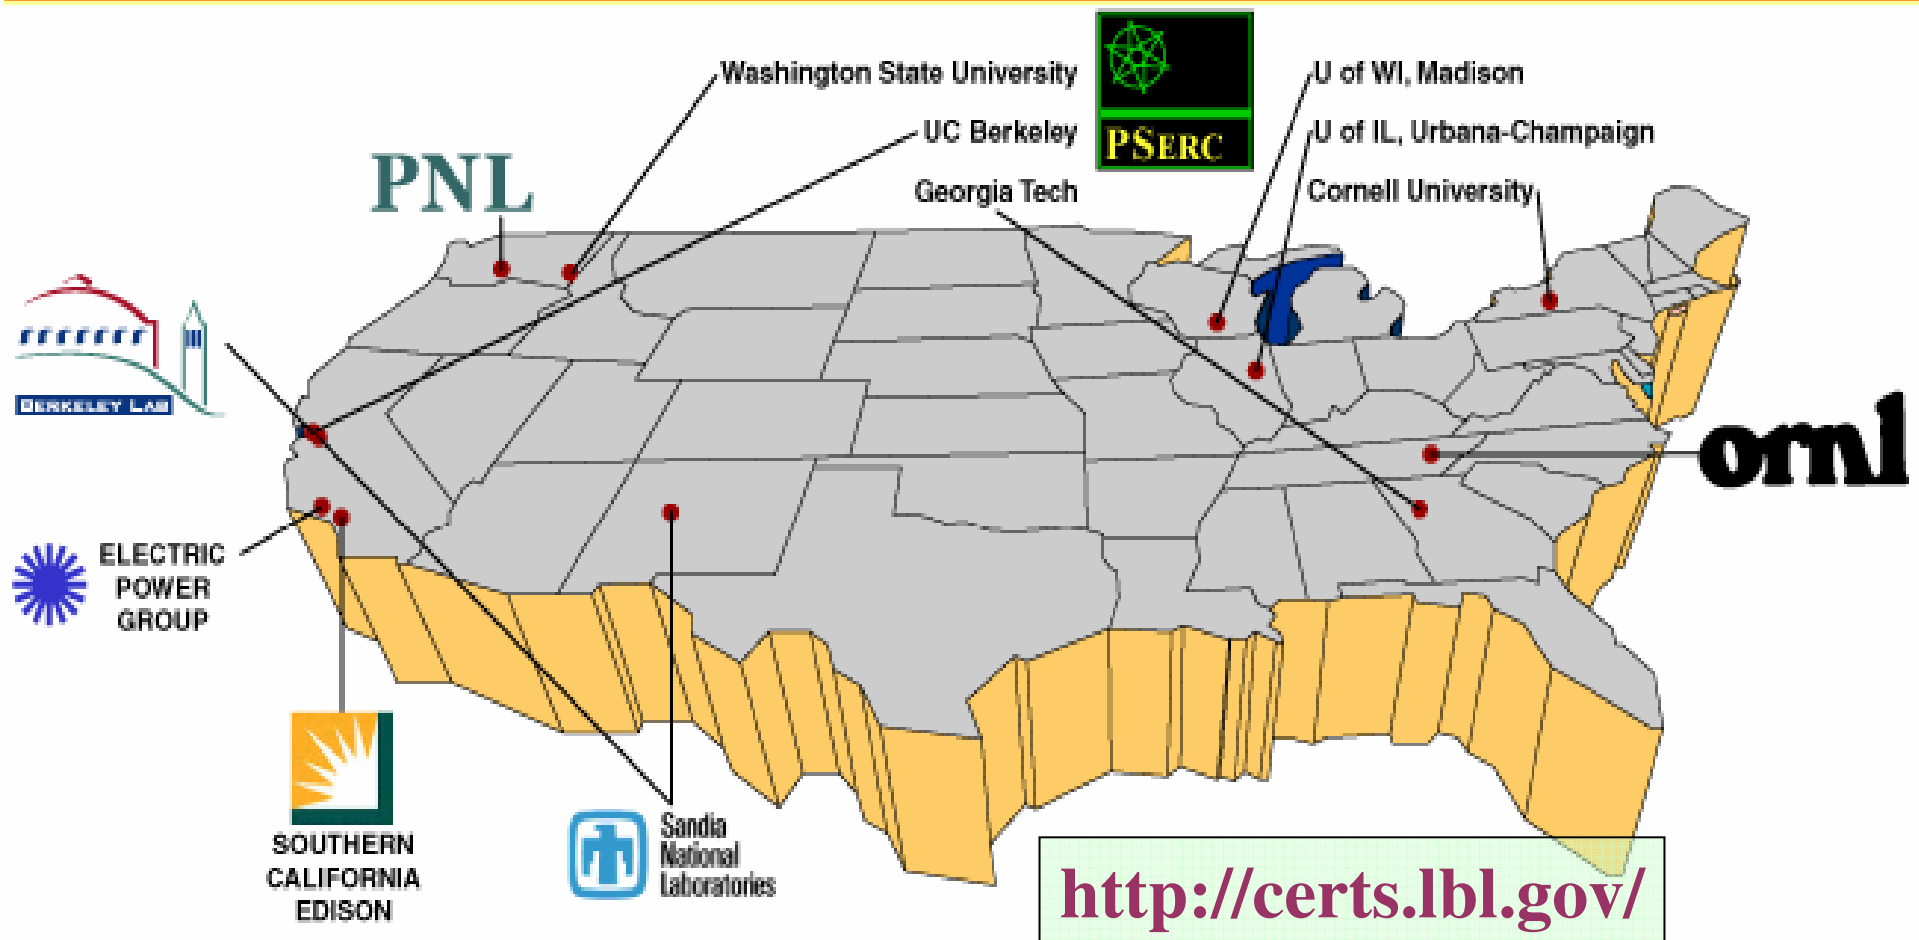 Washington State University
UC Berkeley
Georgia Tech
PSERC
U of WI, Madison
U of IL, Urbana-Champaign
Cornell University
PNL
BERKELEY LAB
ornl
ELECTRIC
POWER
GROUP
SOUTHERN
CALIFORNIA
EDISON
Sandia
National
Laboratories
http://certs.lbl.gov/